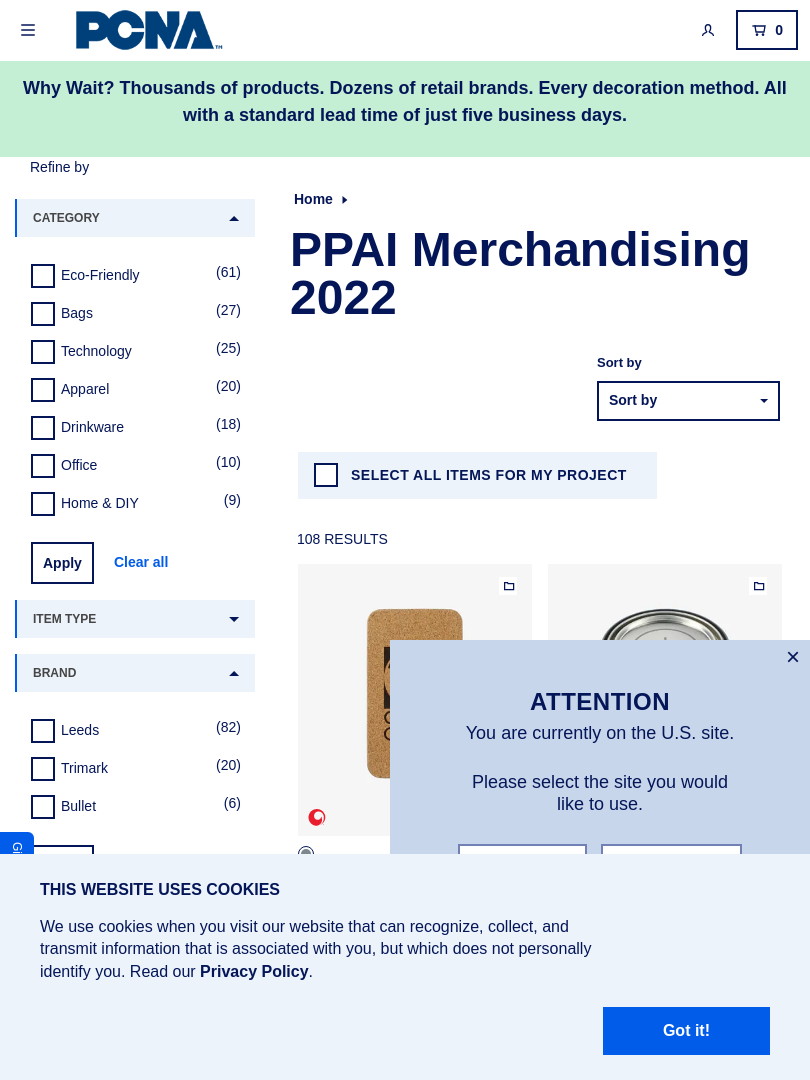 PCNA™
0
Why Wait? Thousands of products. Dozens of retail brands. Every decoration method. All
with a standard lead time of just five business days.
Refine by
CATEGORY
Eco-Friendly (61)
Bags (27)
Technology (25)
Apparel (20)
Drinkware (18)
Office (10)
Home & DIY (9)
Apply Clear all
ITEM TYPE
BRAND
Leeds (82)
Trimark (20)
Bullet (6)
Home
PPAI Merchandising
2022
Sort by
Sort by
SELECT ALL ITEMS FOR MY PROJECT
108 RESULTS
ATTENTION
You are currently on the U.S. site.
Please select the site you would
like to use.
THIS WEBSITE USES COOKIES
We use cookies when you visit our website that can recognize, collect, and
transmit information that is associated with you, but which does not personally
identify you. Read our Privacy Policy.
Got it!